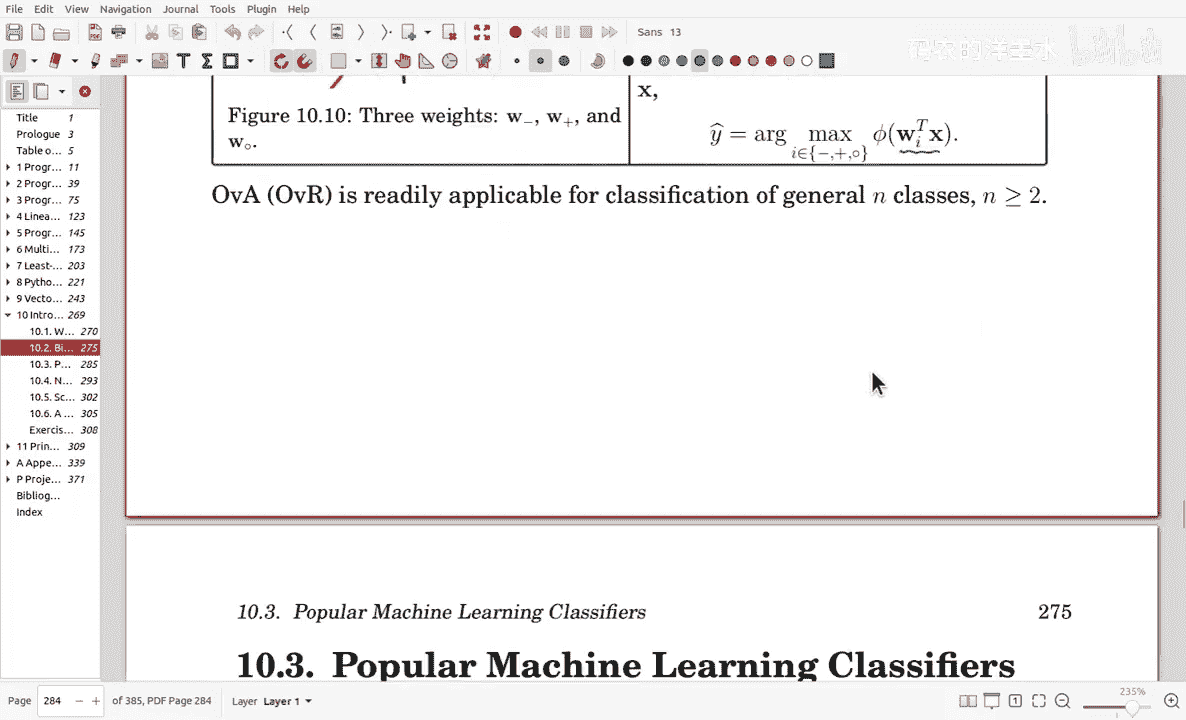 File Edit View Navigation Journal Tools Plugin Help
Sans 13
Title 1
Prologue 3
Table o... 5
1 Progr... 11
2 Progr... 39
3 Progr... 75
4 Linea... 123
5 Progr... 145
6 Multi... 173
7 Least-... 203
8 Pytho... 221
9 Vecto... 243
10 Intro... 269
10.1. W... 270
10.2. Bi... 275
10.3. P... 285
10.4. N... 293
10.5. Sc... 302
10.6. A ... 305
Exercis... 308
11 Prin... 309
A Appe... 339
P Proje... 371
Bibliog...
Index
Figure 10.10: Three weights: w₋, w₊, and
w∘.
x,
ŷ = arg max φ(wᵢᵀx).
i∈{−,+,∘}
OvA (OvR) is readily applicable for classification of general n classes, n ≥ 2.
10.3. Popular Machine Learning Classifiers 275
10.3. Popular Machine Learning Classifiers
Page 284 − + of 385, PDF Page 284 Layer Layer 1 235%